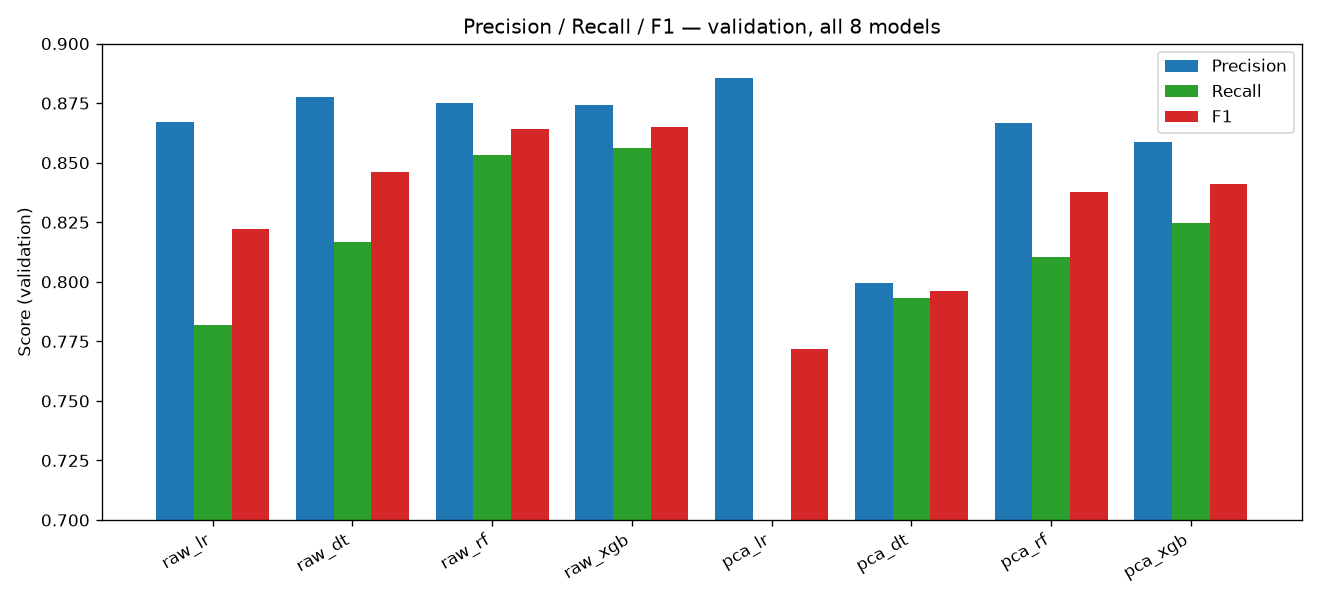 Precision / Recall / F1 — validation, all 8 models
Score (validation)
0.900
0.875
0.850
0.825
0.800
0.775
0.750
0.725
0.700
Precision
Recall
F1
raw_lr
raw_dt
raw_rf
raw_xgb
pca_lr
pca_dt
pca_rf
pca_xgb